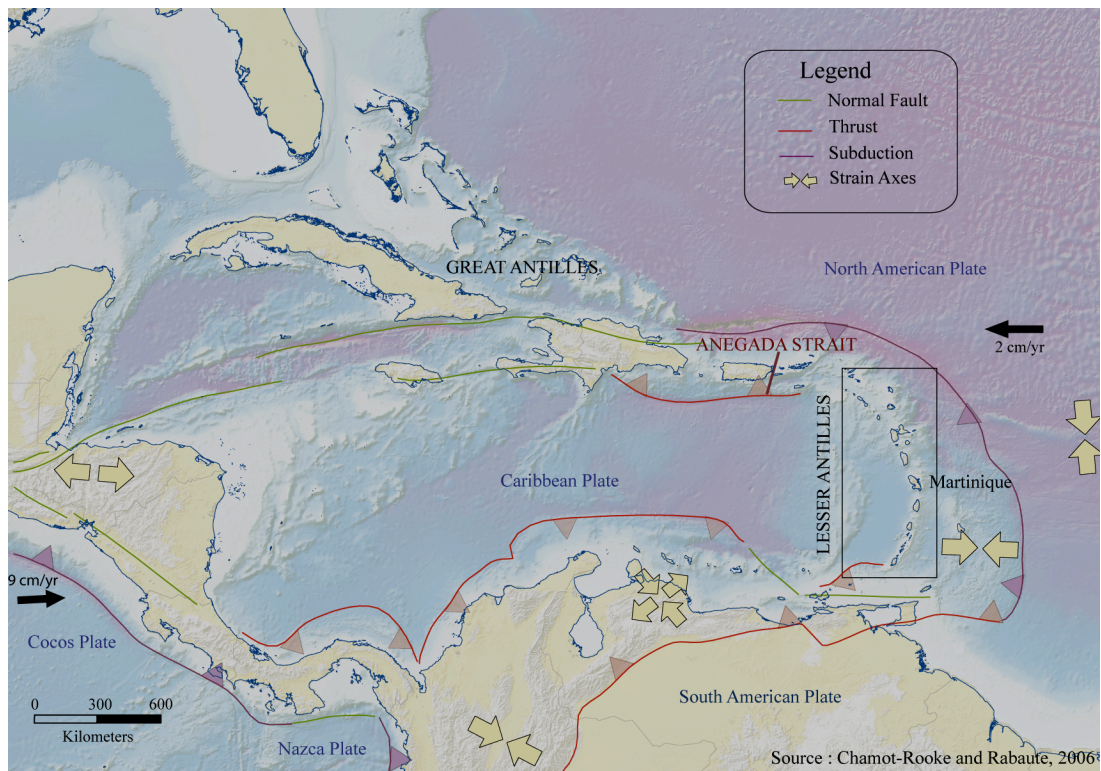 Legend
Normal Fault
Thrust
Subduction
Strain Axes
GREAT ANTILLES
North American Plate
2 cm/yr
ANEGADA STRAIT
LESSER ANTILLES
Martinique
Caribbean Plate
9 cm/yr
Cocos Plate
South American Plate
0 300 600
Kilometers
Nazca Plate
Source : Chamot-Rooke and Rabaute, 2006